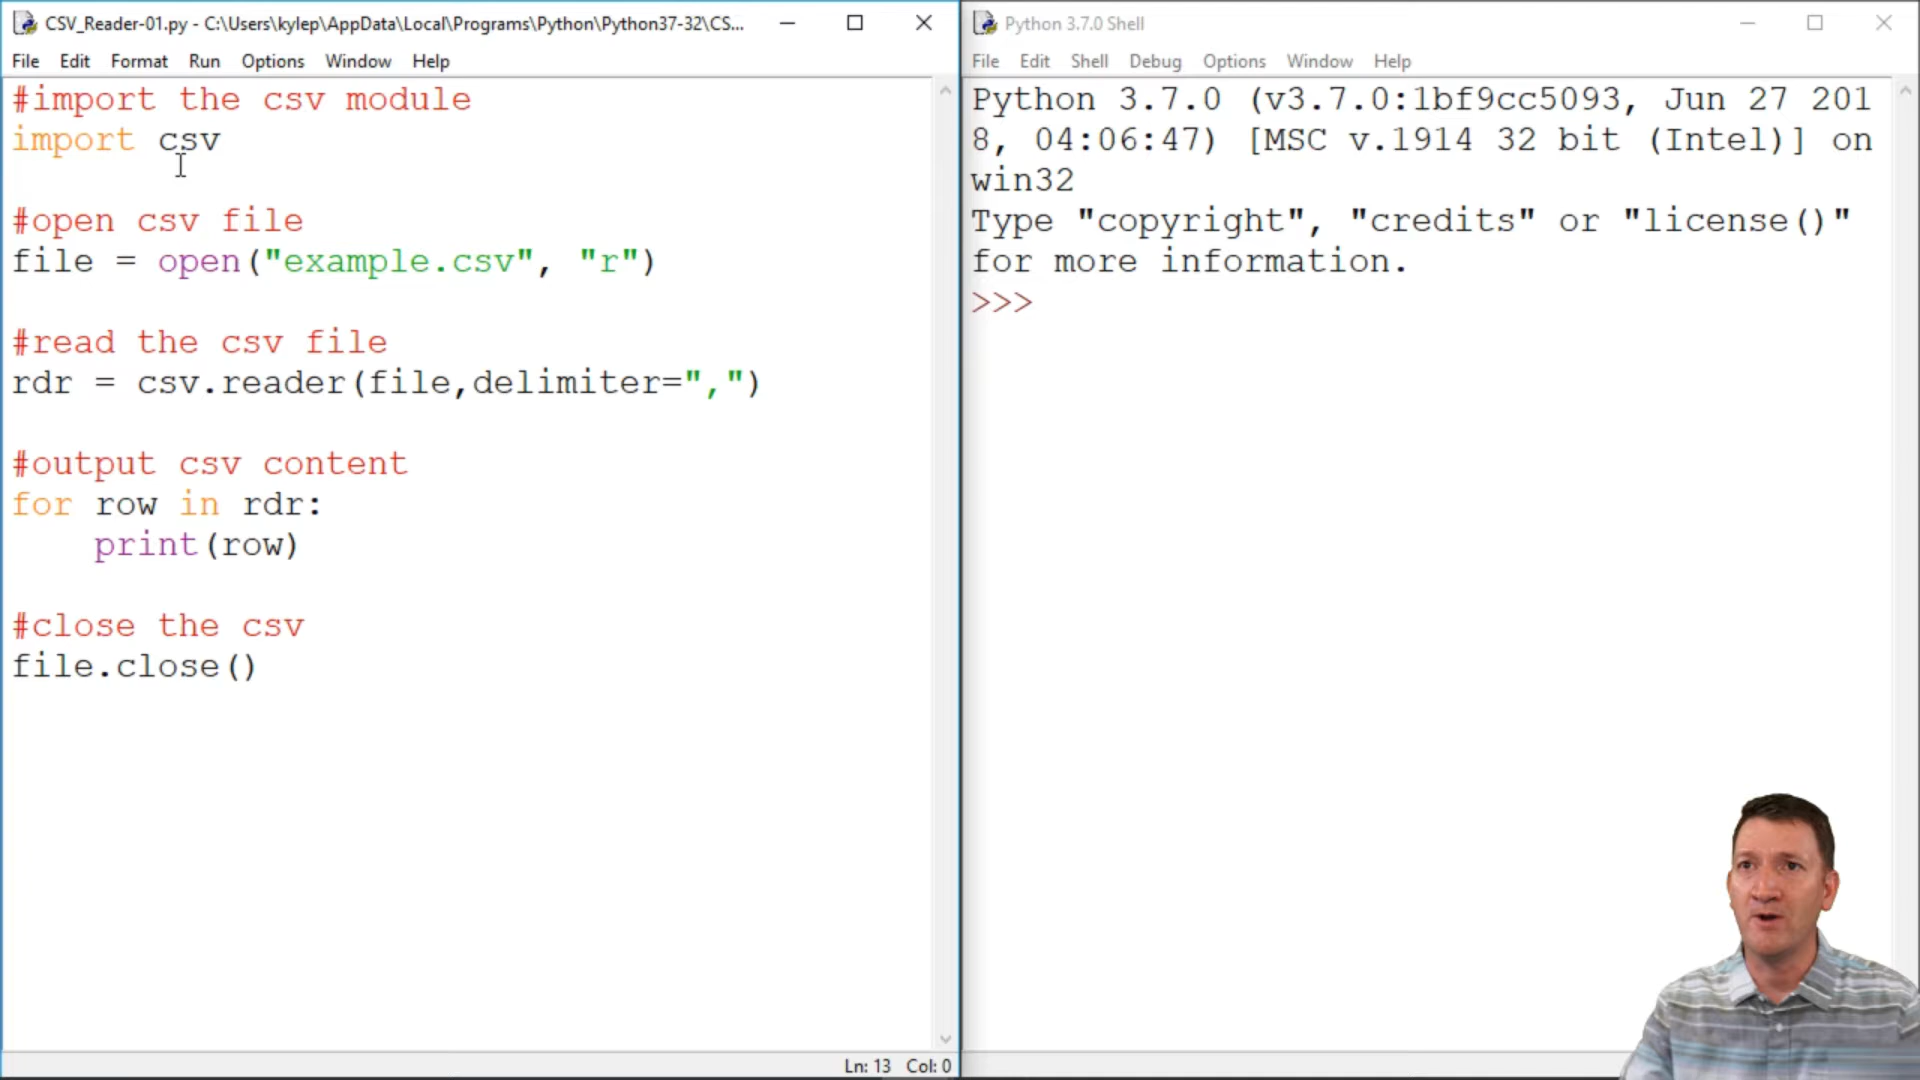 CSV_Reader-01.py - C:\Users\kylep\AppData\Local\Programs\Python\Python37-32\CS...
File Edit Format Run Options Window Help
#import the csv module
import csv
#open csv file
file = open("example.csv", "r")
#read the csv file
rdr = csv.reader(file,delimiter=",")
#output csv content
for row in rdr:
    print(row)
#close the csv
file.close()
Ln: 13 Col: 0
Python 3.7.0 Shell
File Edit Shell Debug Options Window Help
Python 3.7.0 (v3.7.0:1bf9cc5093, Jun 27 201
8, 04:06:47) [MSC v.1914 32 bit (Intel)] on
win32
Type "copyright", "credits" or "license()"
for more information.
>>>